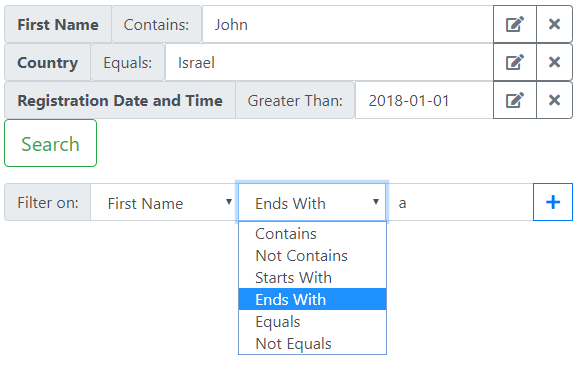 First Name Contains: John
Country Equals: Israel
Registration Date and Time Greater Than: 2018-01-01
Search
Filter on: First Name Ends With a
Contains
Not Contains
Starts With
Ends With
Equals
Not Equals